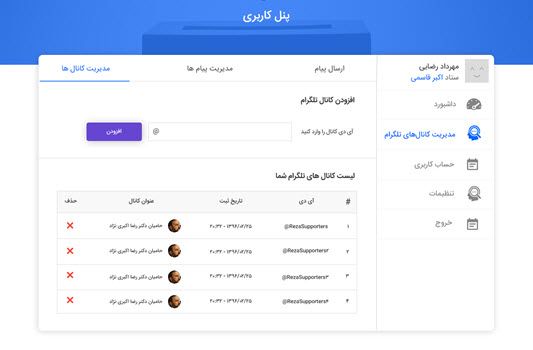 پنل کاربری
مهرداد رضایی
ستاد اکبر قاسمی
داشبورد
مدیریت کانال‌های تلگرام
حساب کاربری
تنظیمات
خروج
ارسال پیام
مدیریت پیام ها
مدیریت کانال ها
افزودن کانال تلگرام
آی دی کانال را وارد کنید
@
افزودن
لیست کانال های تلگرام شما
# آی دی تاریخ ثبت عنوان کانال حذف
۱ @RezaSupporters ۱۳۹۶/۰۲/۲۵ - ۲۰:۳۲ حامیان دکتر رضا اکبری نژاد
۲ @RezaSupporters۲ ۱۳۹۶/۰۲/۲۵ - ۲۰:۳۲ حامیان دکتر رضا اکبری نژاد
۳ @RezaSupporters۳ ۱۳۹۶/۰۲/۲۵ - ۲۰:۳۲ حامیان دکتر رضا اکبری نژاد
۴ @RezaSupporters۴ ۱۳۹۶/۰۲/۲۵ - ۲۰:۳۲ حامیان دکتر رضا اکبری نژاد